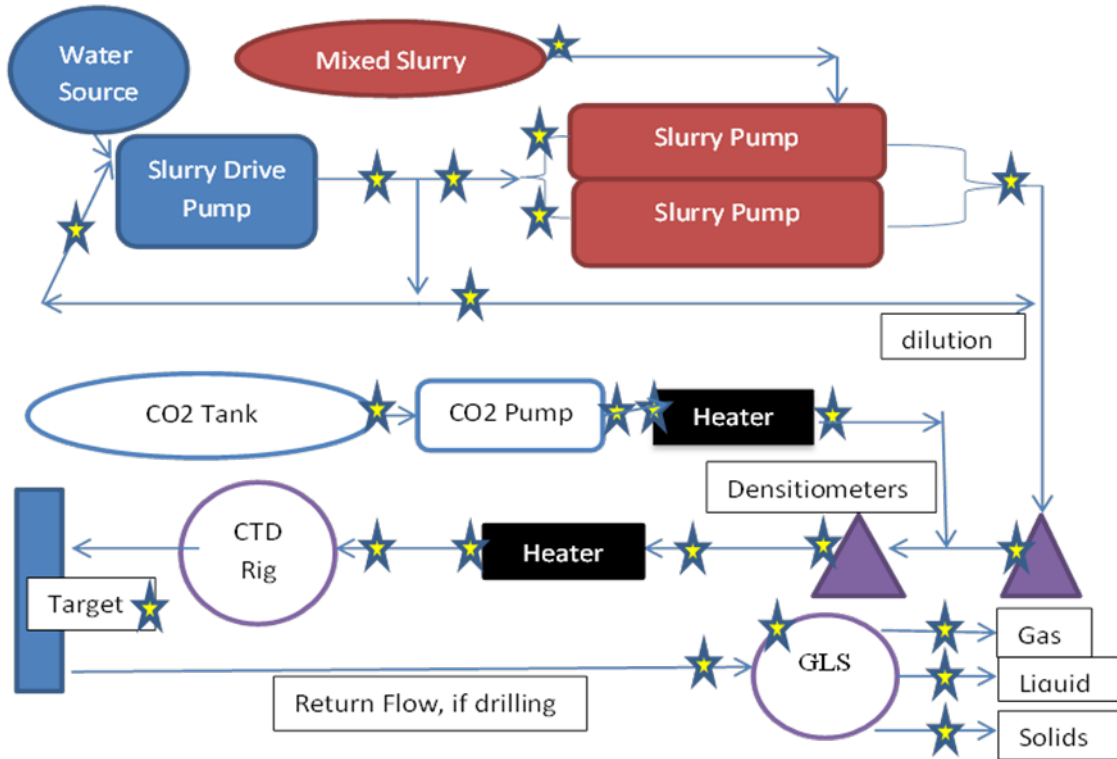 Water
Source
Mixed Slurry
Slurry Drive
Pump
Slurry Pump
Slurry Pump
dilution
CO2 Tank
CO2 Pump
Heater
Densitiometers
CTD
Rig
Heater
Target
GLS
Gas
Liquid
Solids
Return Flow, if drilling